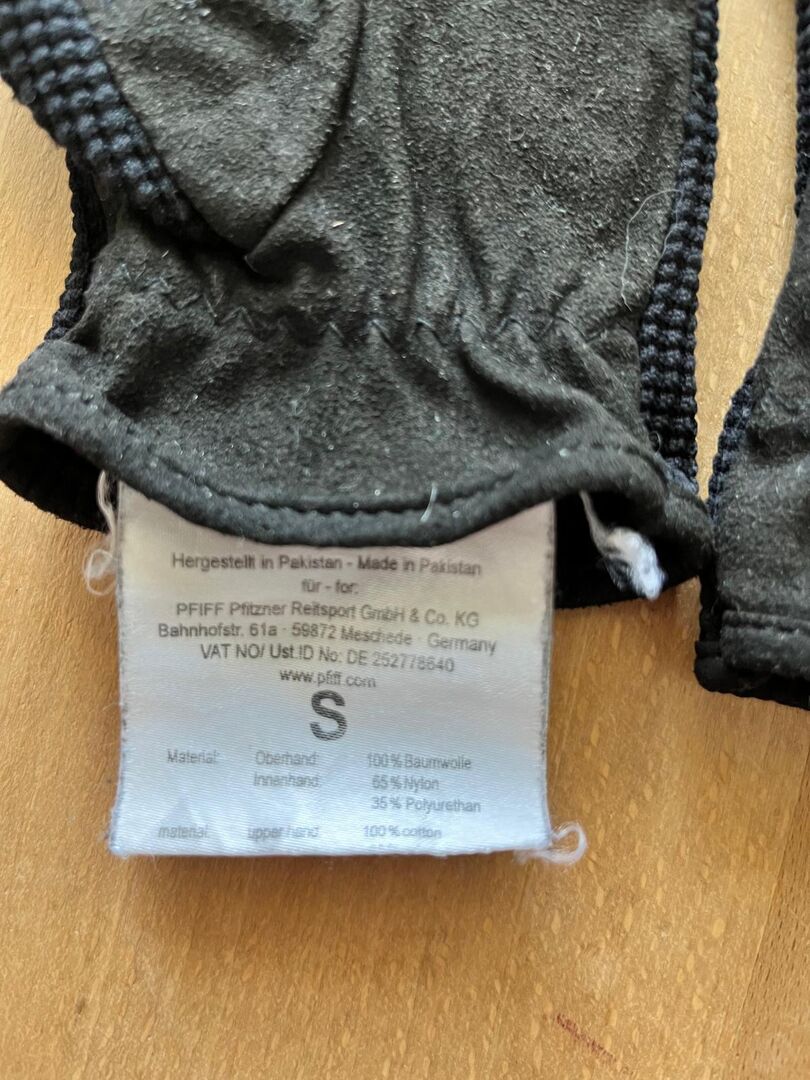 Hergestellt in Pakistan - Made in Pakistan
für - for:
PFIFF Pfitzner Reitsport GmbH & Co. KG
Bahnhofstr. 61a · 59872 Meschede · Germany
VAT NO/ Ust.ID No: DE 252778640
www.pfiff.com
S
Material: Oberhand: 100 % Baumwolle
Innenhand: 65 % Nylon
35 % Polyurethan
material: upper hand: 100 % cotton